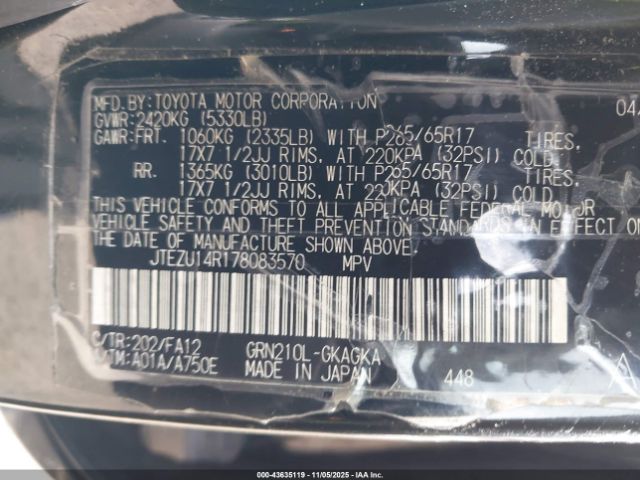 MFD.BY:TOYOTA MOTOR CORPORATION 04/
GVWR:2420KG (5330LB)
GAWR:FRT. 1060KG (2335LB) WITH P265/65R17 TIRES,
17X7 1/2JJ RIMS, AT 220KPA (32PSI) COLD
RR. 1365KG (3010LB) WITH P265/65R17 TIRES,
17X7 1/2JJ RIMS, AT 220KPA (32PSI) COLD
THIS VEHICLE CONFORMS TO ALL APPLICABLE FEDERAL MOTOR
VEHICLE SAFETY AND THEFT PREVENTION STANDARDS IN EFFECT O
THE DATE OF MANUFACTURE SHOWN ABOVE.
JTEZU14R178083570 MPV
C/TR:202/FA12 GRN210L-GKAGKA
A/TM:A01A/A750E MADE IN JAPAN 448 A
000-43635119 - 11/05/2025 - IAAI.com